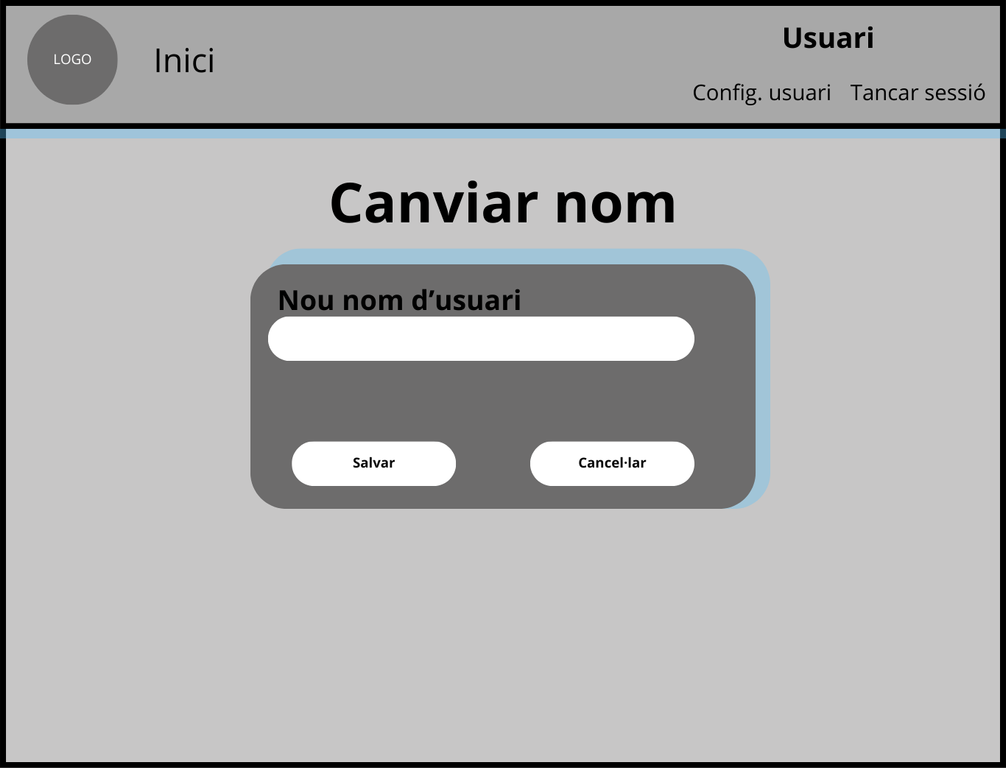 LOGO
Inici
Usuari
Config. usuari
Tancar sessió
Canviar nom
Nou nom d’usuari
Salvar
Cancel·lar